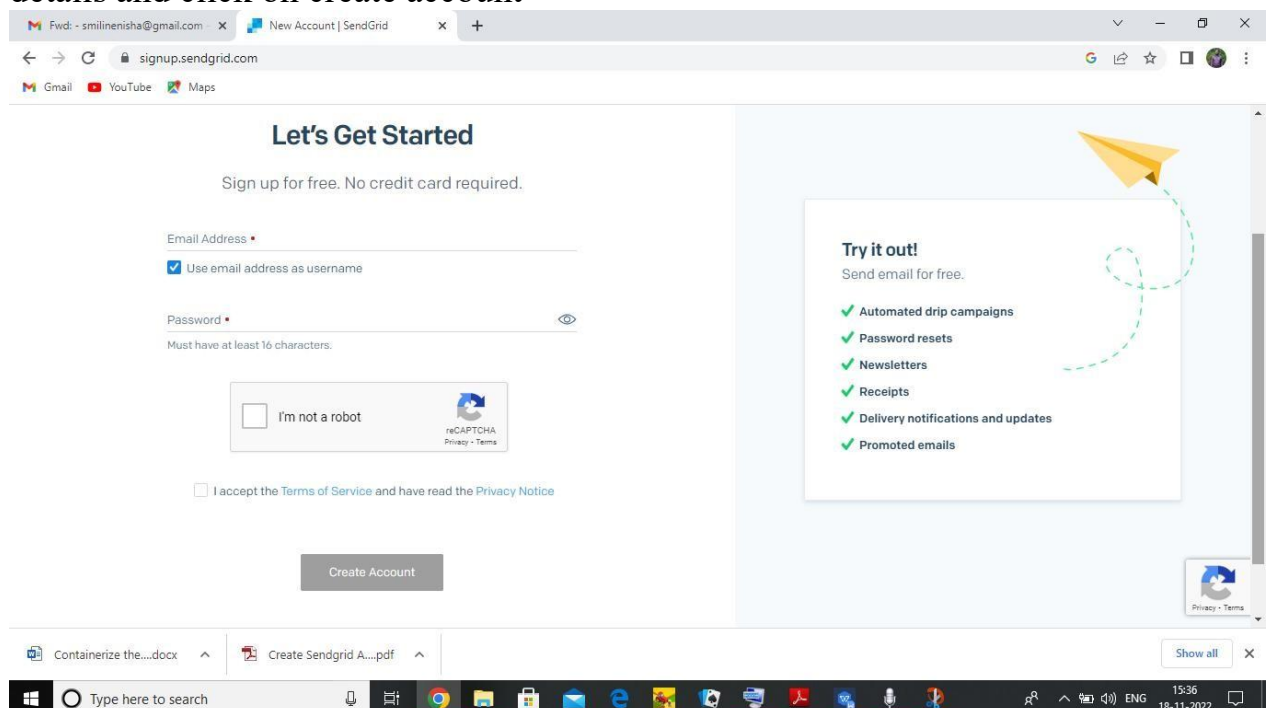 details and click on create account
Fwd: - smilinenisha@gmail.com -
New Account | SendGrid
signup.sendgrid.com
Gmail YouTube Maps
Let's Get Started
Sign up for free. No credit card required.
Email Address •
Use email address as username
Password •
Must have at least 16 characters.
I'm not a robot
reCAPTCHA
Privacy - Terms
I accept the Terms of Service and have read the Privacy Notice
Create Account
Try it out!
Send email for free.
Automated drip campaigns
Password resets
Newsletters
Receipts
Delivery notifications and updates
Promoted emails
Privacy - Terms
Containerize the....docx
Create Sendgrid A....pdf
Show all
Type here to search
ENG
15:36
18-11-2022